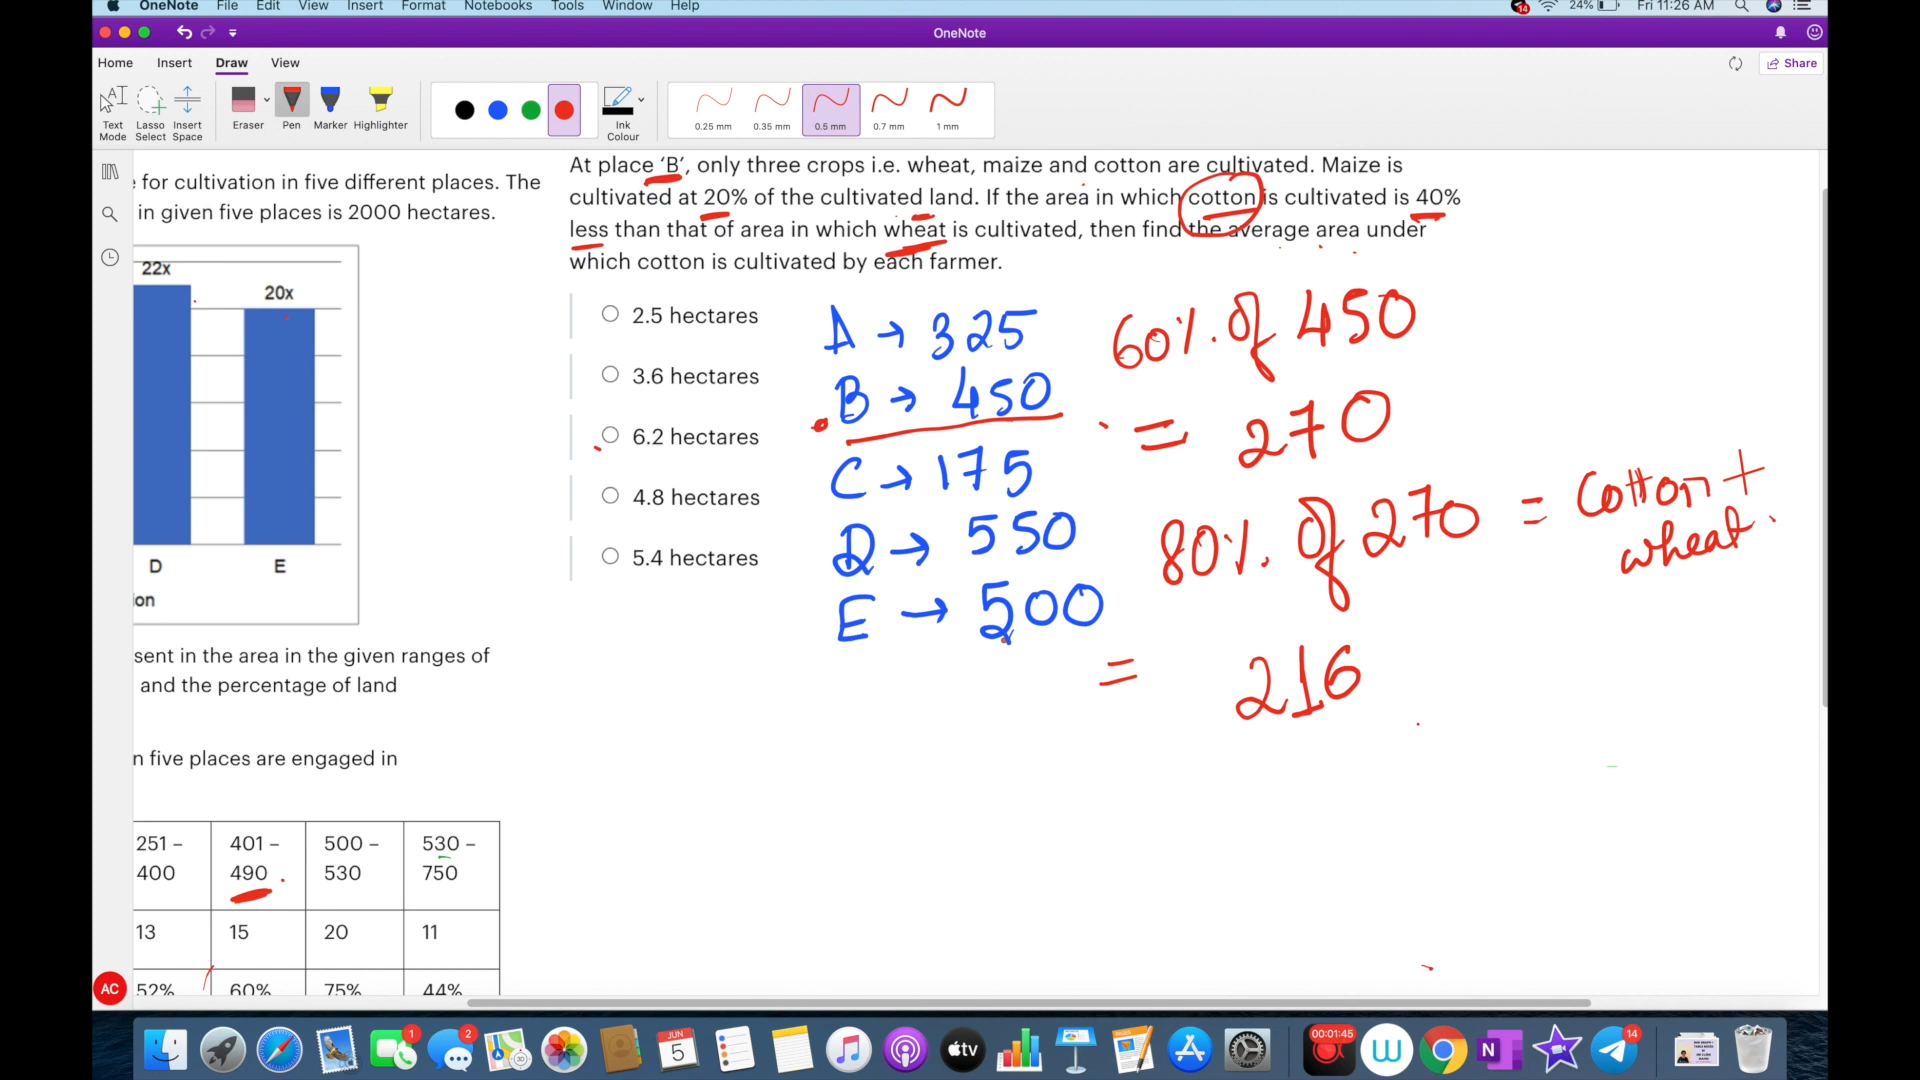 OneNote File Edit View Insert Format Notebooks Tools Window Help
14 24% Fri 11:26 AM
OneNote
Home Insert Draw View
Share
Text Mode
Lasso Select
Insert Space
Eraser
Pen
Marker
Highlighter
Ink Colour
0.25 mm 0.35 mm 0.5 mm 0.7 mm 1 mm
for cultivation in five different places. The
in given five places is 2000 hectares.
22x
20x
D E
ion
sent in the area in the given ranges of
and the percentage of land
n five places are engaged in
251 – 400 401 – 490 500 – 530 530 – 750
13 15 20 11
52% 60% 75% 44%
At place ‘B’, only three crops i.e. wheat, maize and cotton are cultivated. Maize is
cultivated at 20% of the cultivated land. If the area in which cotton is cultivated is 40%
less than that of area in which wheat is cultivated, then find the average area under
which cotton is cultivated by each farmer.
2.5 hectares
3.6 hectares
6.2 hectares
4.8 hectares
5.4 hectares
A → 325
B → 450
C → 175
D → 550
E → 500
60%. of 450
= 270
80%. of 270 = Cotton +
wheat.
= 216
AC
1
2
30
JUN
5
tv
00:01:45
W
N
14